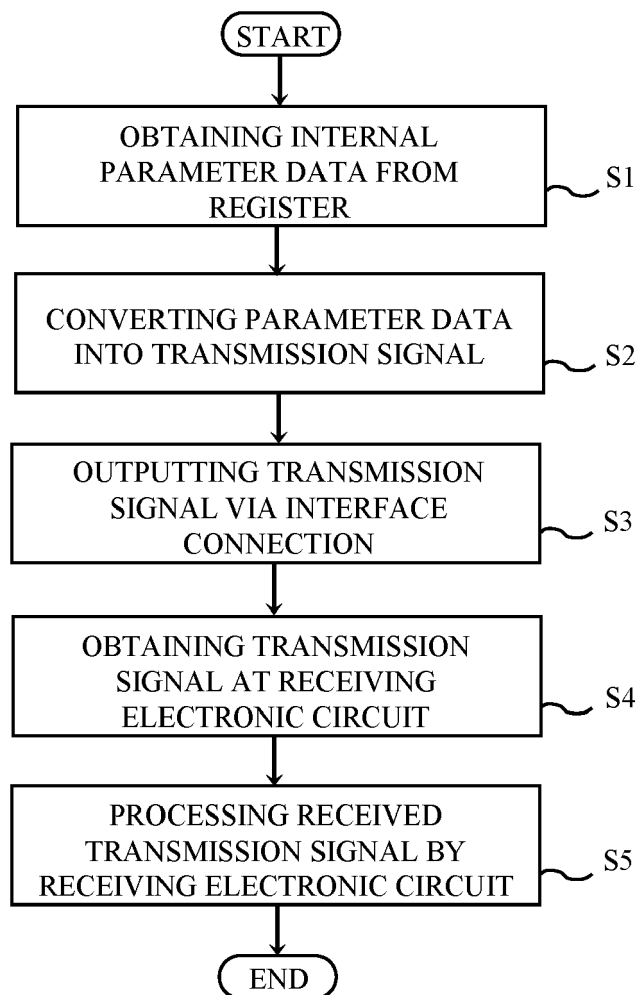 START
OBTAINING INTERNAL
PARAMETER DATA FROM
REGISTER
S1
CONVERTING PARAMETER DATA
INTO TRANSMISSION SIGNAL
S2
OUTPUTTING TRANSMISSION
SIGNAL VIA INTERFACE
CONNECTION
S3
OBTAINING TRANSMISSION
SIGNAL AT RECEIVING
ELECTRONIC CIRCUIT
S4
PROCESSING RECEIVED
TRANSMISSION SIGNAL BY
RECEIVING ELECTRONIC CIRCUIT
S5
END